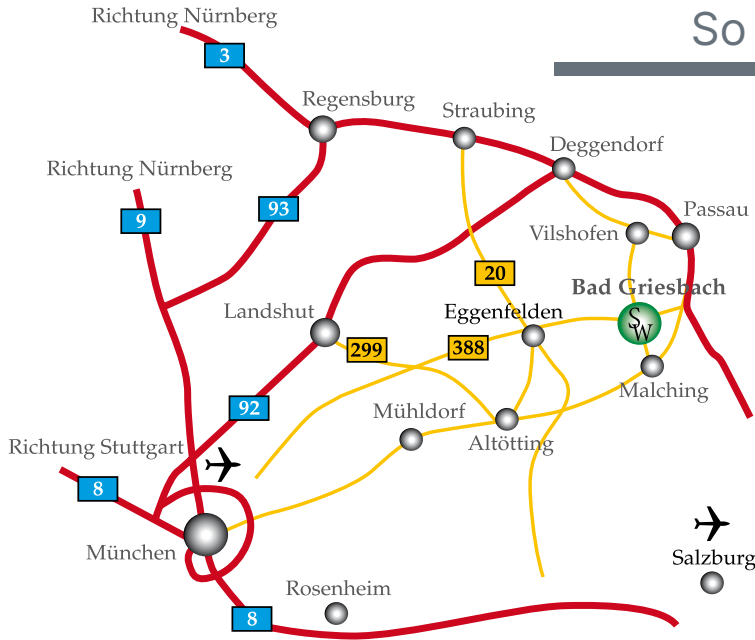 So
Richtung Nürnberg
3
Regensburg
Straubing
Deggendorf
Richtung Nürnberg
93
9
Passau
Vilshofen
20
Bad Griesbach
Landshut
Eggenfelden
SW
299
388
Malching
92
Mühldorf
Altötting
Richtung Stuttgart
8
München
Salzburg
Rosenheim
8